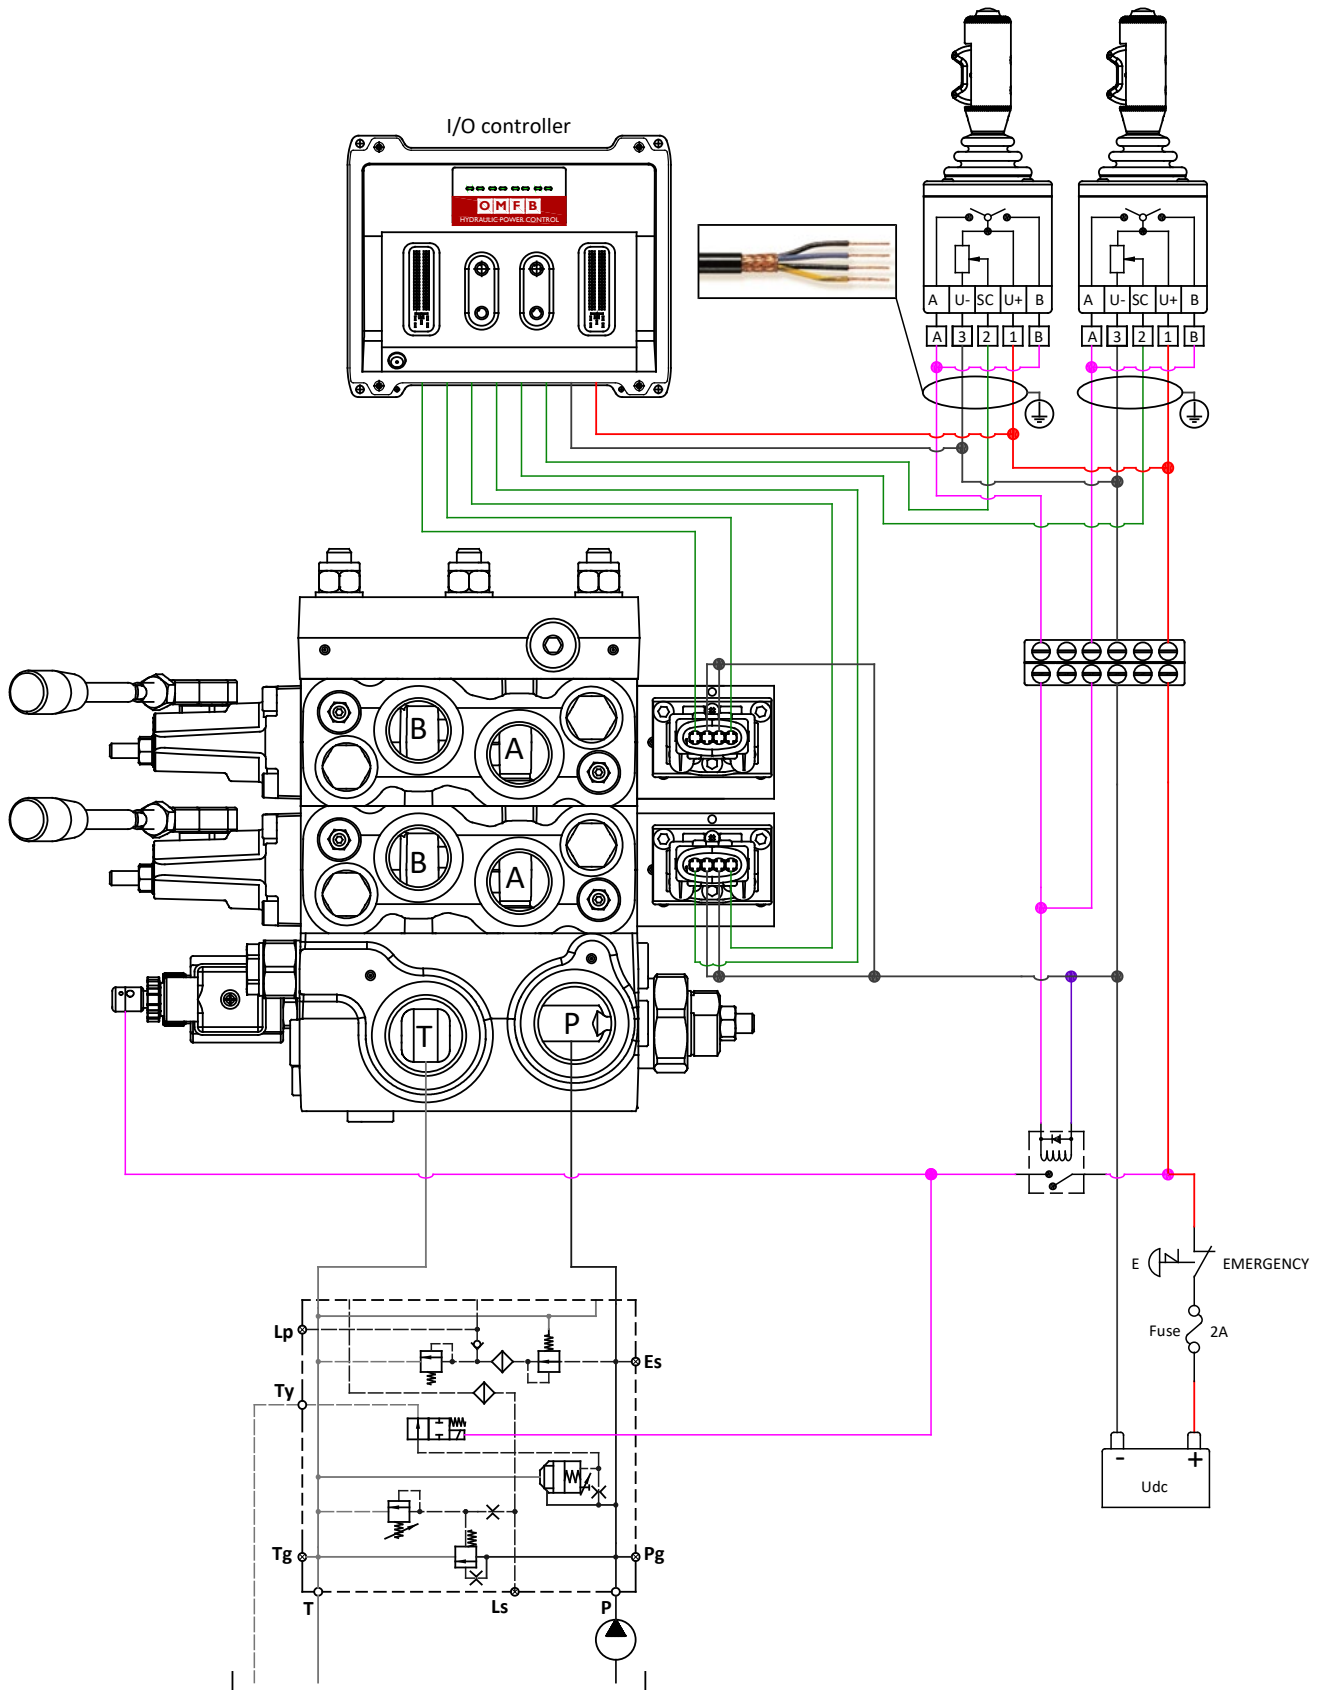 I/O controller
OMFB
HYDRAULIC-POWER CONTROL
A U- SC U+ B
A U- SC U+ B
A 3 2 1 B
A 3 2 1 B
B
A
B
A
T
P
E
EMERGENCY
Fuse
2A
- +
Udc
Lp
Es
Ty
Tg
Pg
T
Ls
P